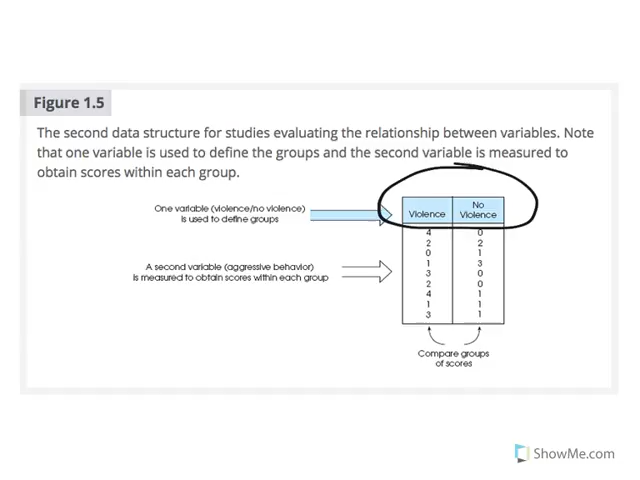 Figure 1.5
The second data structure for studies evaluating the relationship between variables. Note
that one variable is used to define the groups and the second variable is measured to
obtain scores within each group.
One variable (violence/no violence)
is used to define groups
Violence
No
Violence
A second variable (aggressive behavior)
is measured to obtain scores within each group
4 0
2 2
0 1
1 3
3 0
2 0
4 1
1 1
3 1
Compare groups
of scores
ShowMe.com